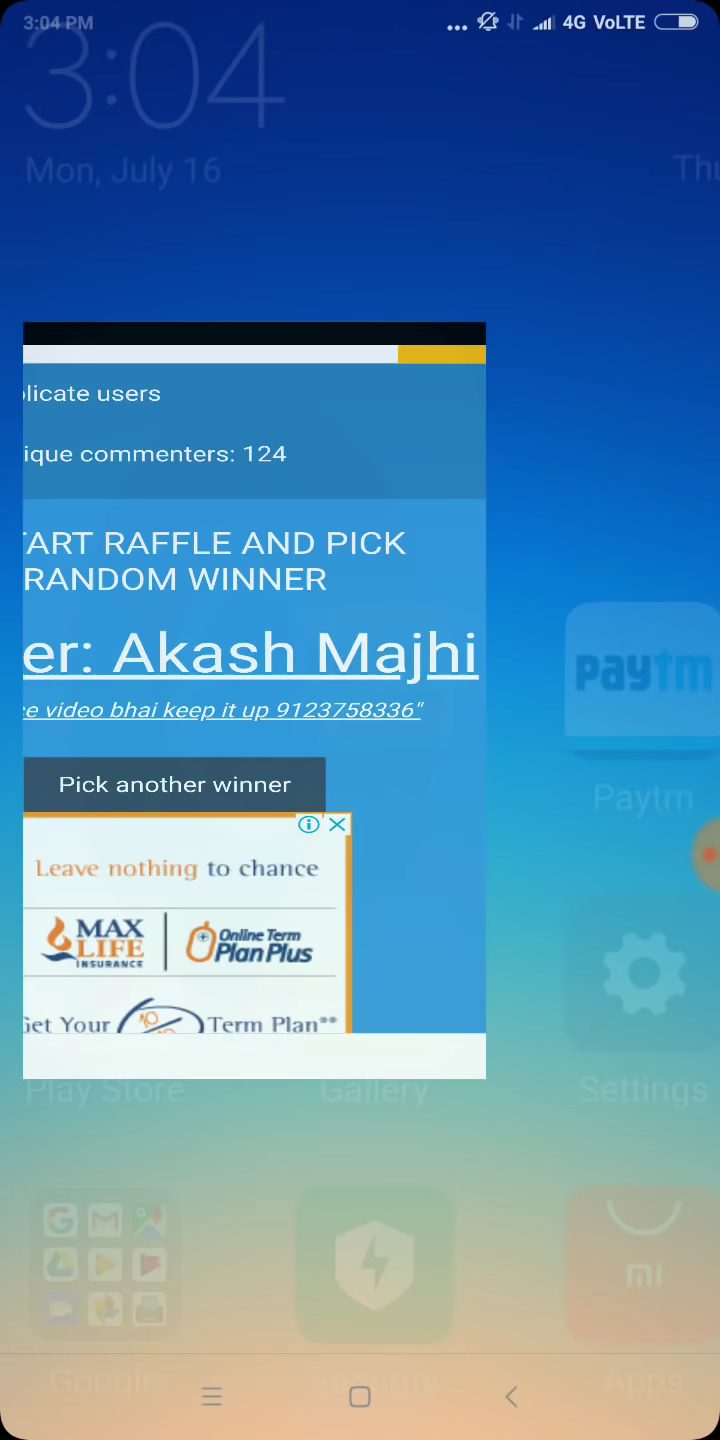 3:04 PM
... 4G VoLTE
3:04
Mon, July 16
Thu
licate users
ique commenters: 124
TART RAFFLE AND PICK
RANDOM WINNER
er: Akash Majhi
e video bhai keep it up 9123758336"
Pick another winner
Leave nothing to chance
MAX LIFE INSURANCE
Online Term Plan Plus
Get Your Term Plan**
paytm
Paytm
Play Store
Gallery
Settings
mi
Google
Security
Apps